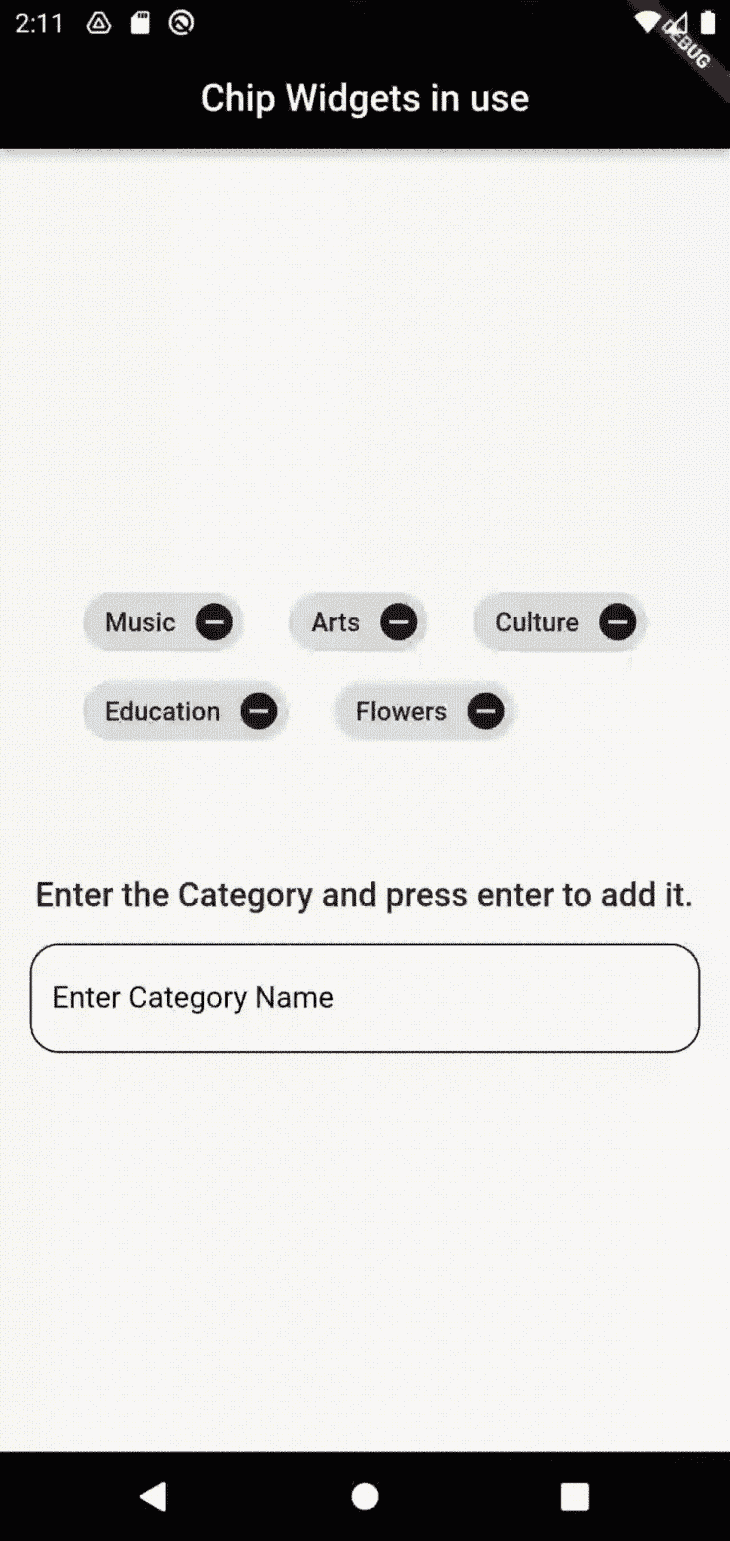 2:11
DEBUG
Chip Widgets in use
Music Arts Culture
Education Flowers
Enter the Category and press enter to add it.
Enter Category Name